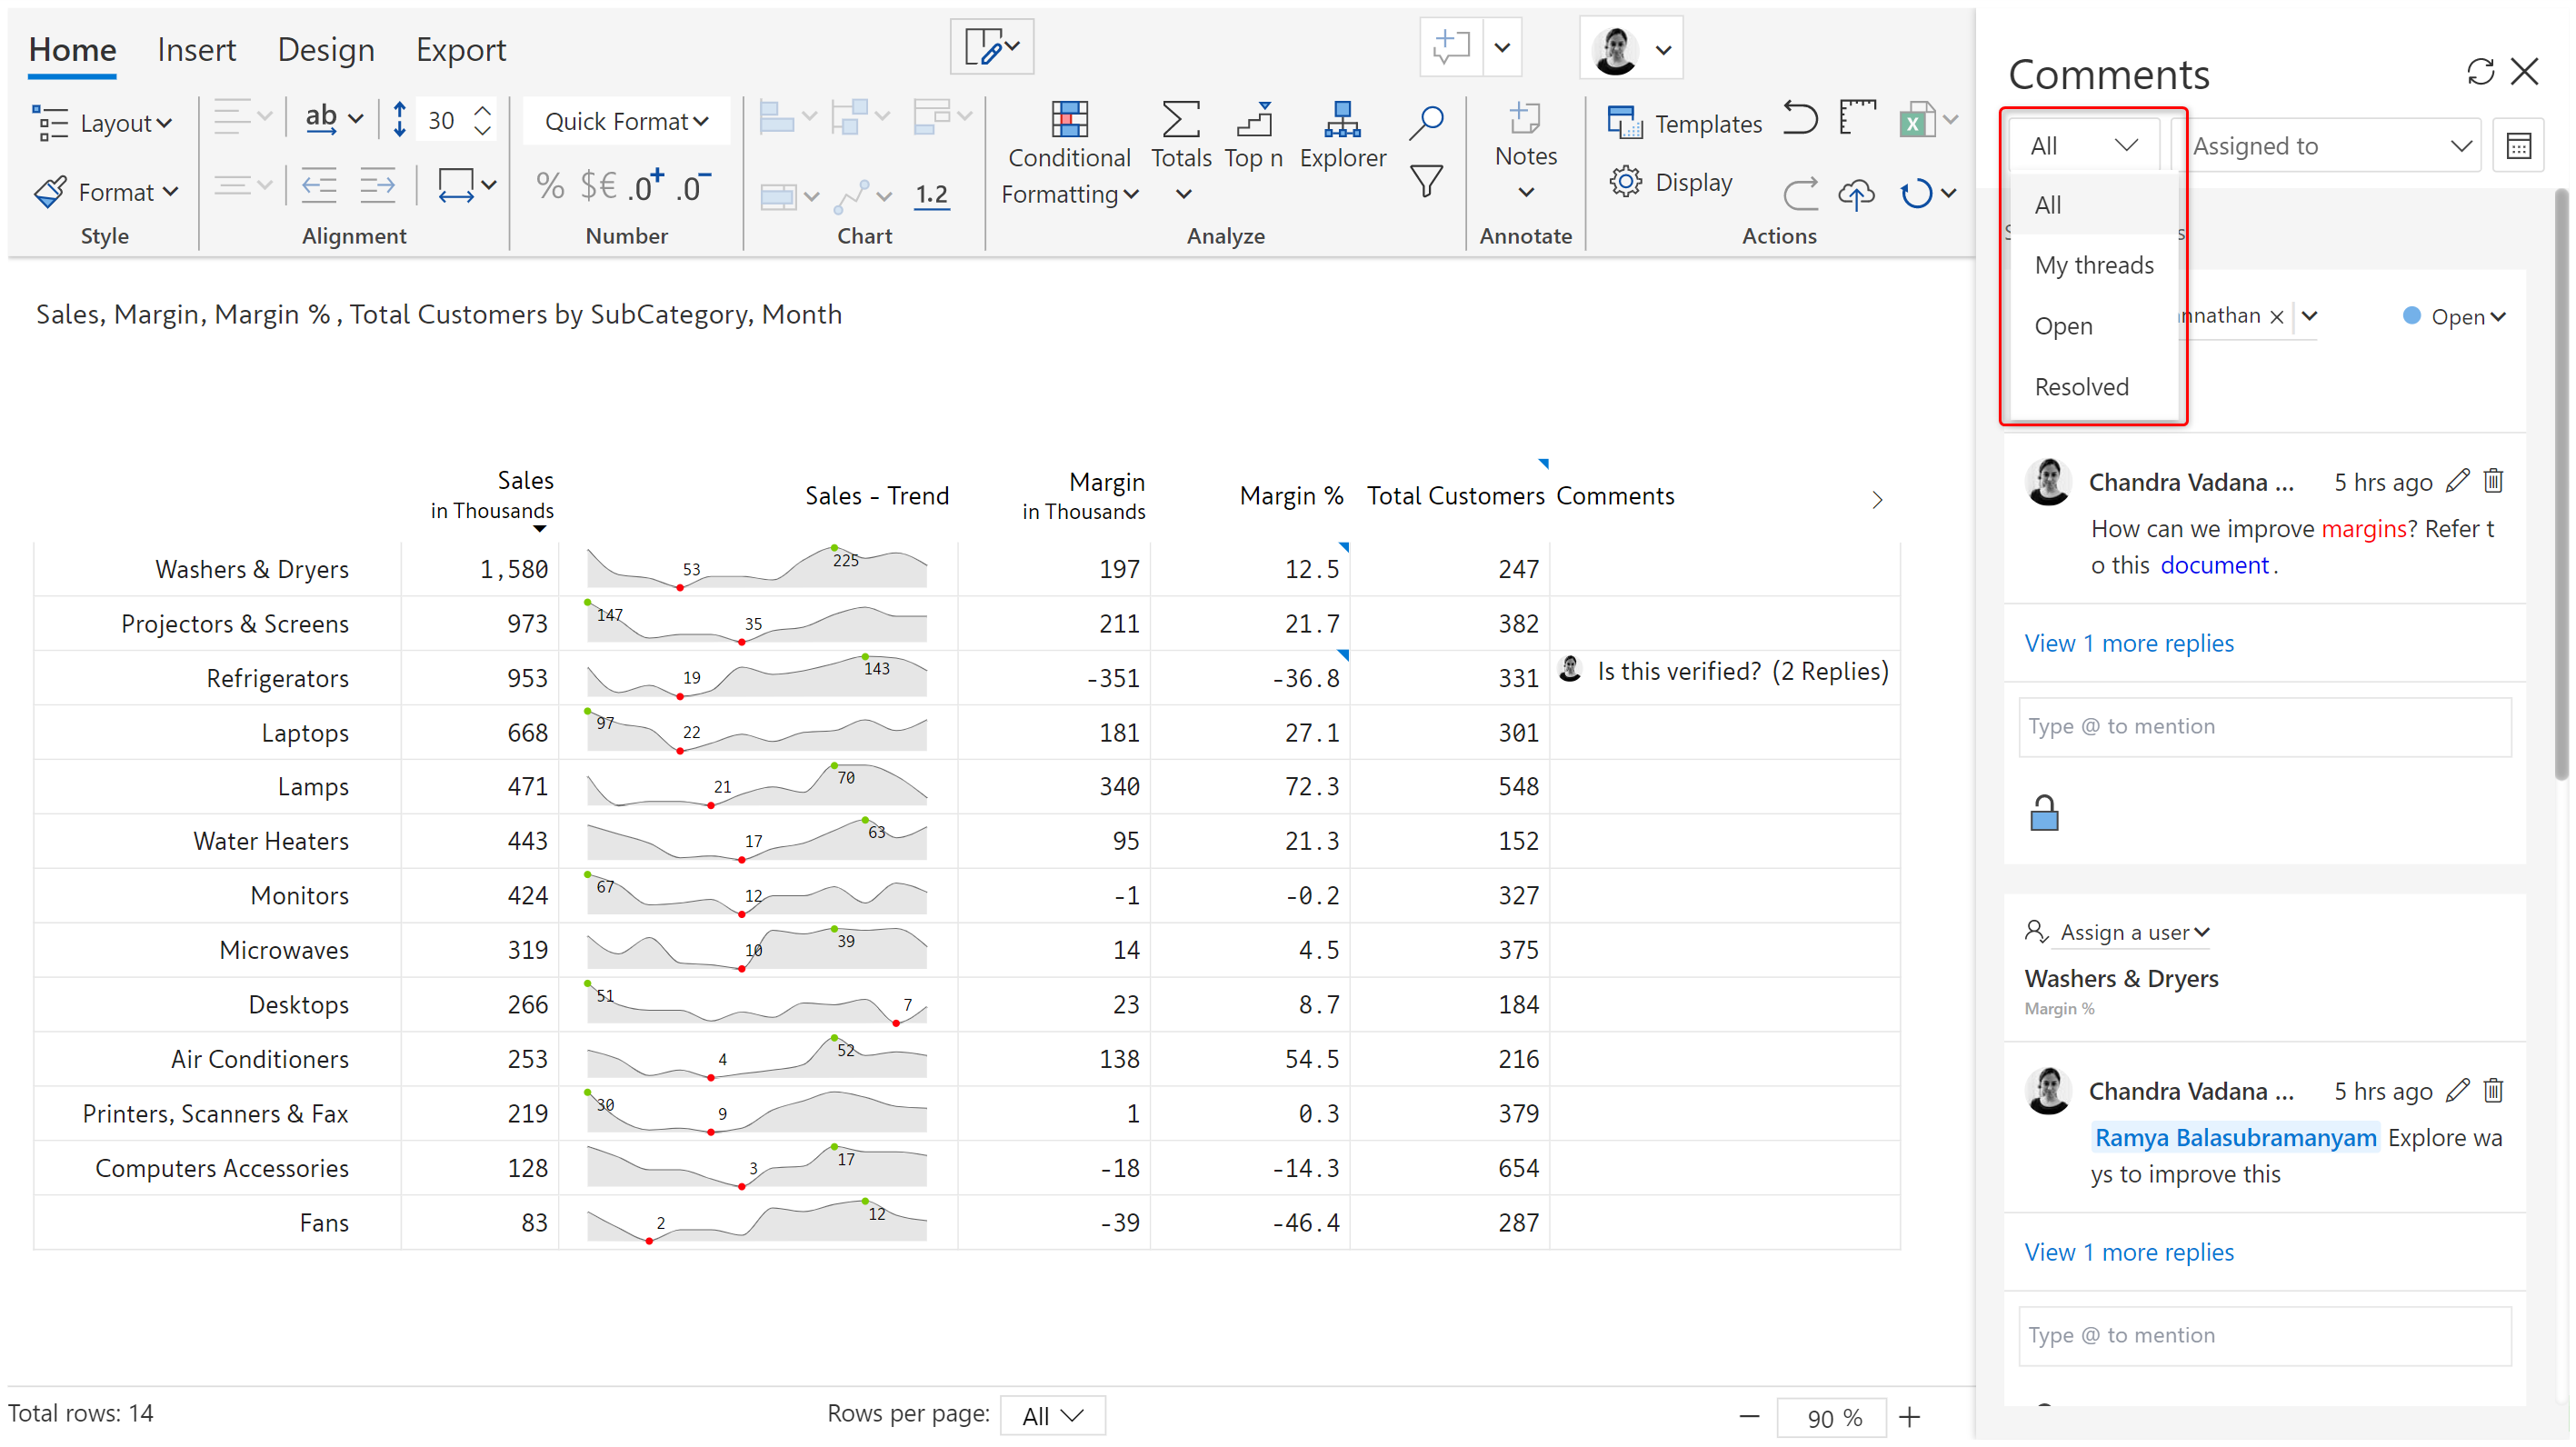 Home Insert Design Export
Layout
Format
Style
ab
30
Alignment
Quick Format
% $€ .0+ .0-
Number
1.2
Chart
Conditional Formatting
Totals
Top n
Explorer
Analyze
Notes
Annotate
Templates
Display
Actions
Comments
All
Assigned to
All
My threads
Open
Resolved
nnathan
Open
Sales, Margin, Margin % , Total Customers by SubCategory, Month
Sales in Thousands Sales - Trend Margin in Thousands Margin % Total Customers Comments
Washers & Dryers 1,580 53 225 197 12.5 247
Projectors & Screens 973 147 35 211 21.7 382
Refrigerators 953 19 143 -351 -36.8 331 Is this verified? (2 Replies)
Laptops 668 97 22 181 27.1 301
Lamps 471 21 70 340 72.3 548
Water Heaters 443 17 63 95 21.3 152
Monitors 424 67 12 -1 -0.2 327
Microwaves 319 10 39 14 4.5 375
Desktops 266 51 7 23 8.7 184
Air Conditioners 253 4 52 138 54.5 216
Printers, Scanners & Fax 219 30 9 1 0.3 379
Computers Accessories 128 3 17 -18 -14.3 654
Fans 83 2 12 -39 -46.4 287
Total rows: 14
Rows per page: All
90 %
Chandra Vadana ... 5 hrs ago
How can we improve margins? Refer t
o this document.
View 1 more replies
Type @ to mention
Assign a user
Washers & Dryers
Margin %
Chandra Vadana ... 5 hrs ago
Ramya Balasubramanyam Explore wa
ys to improve this
View 1 more replies
Type @ to mention